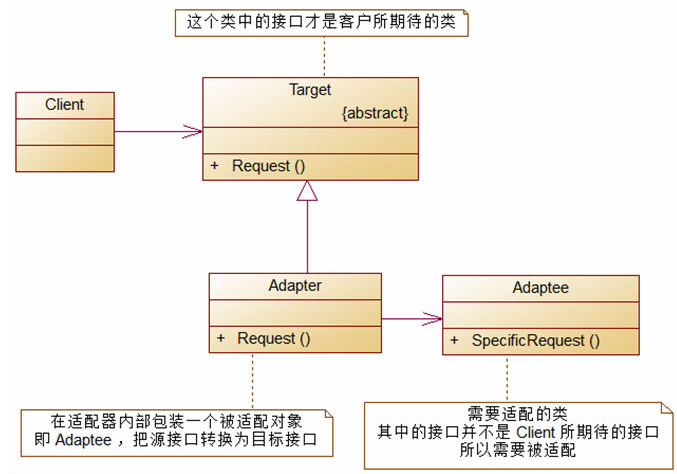 这个类中的接口才是客户所期待的类
Client
Target
{abstract}
+ Request ()
Adapter
+ Request ()
Adaptee
+ SpecificRequest ()
在适配器内部包装一个被适配对象
即 Adaptee ，把源接口转换为目标接口
需要适配的类
其中的接口并不是 Client 所期待的接口
所以需要被适配